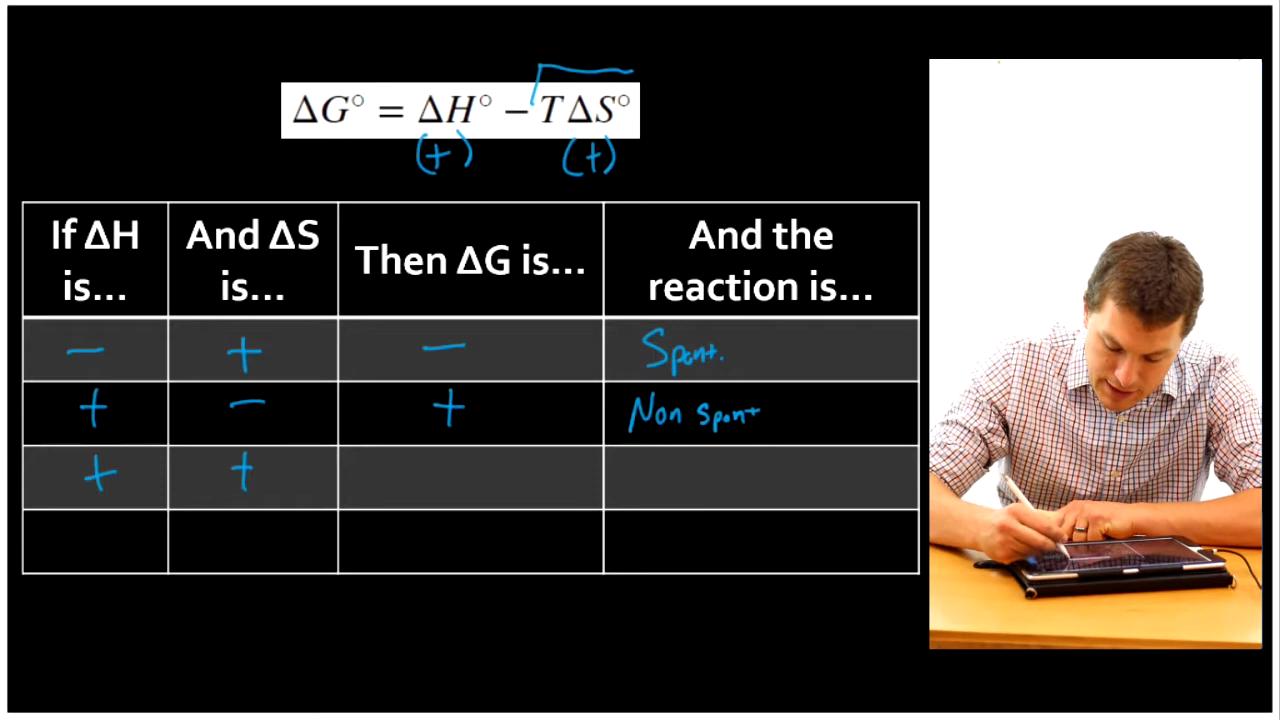 ΔG° = ΔH° − TΔS°
(+) (+)
If ΔH is... And ΔS is... Then ΔG is... And the reaction is...
− + − Spont.
+ − + Non spont
+ +